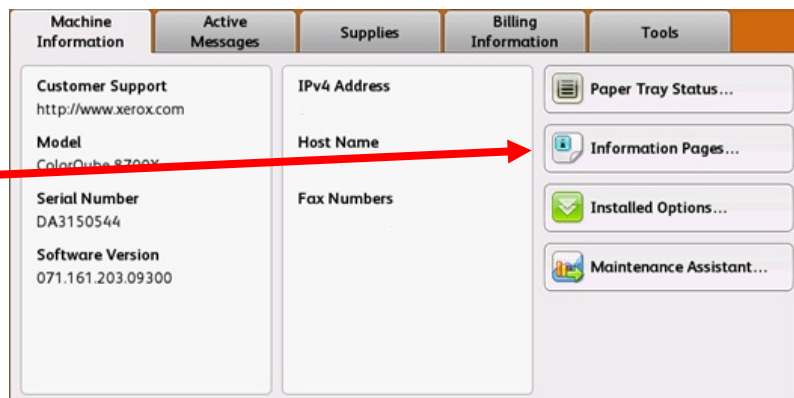 Machine
Information
Active
Messages
Supplies
Billing
Information
Tools
Customer Support
http://www.xerox.com
Model
ColorQube 8700X
Serial Number
DA3150544
Software Version
071.161.203.09300
IPv4 Address
Host Name
Fax Numbers
Paper Tray Status...
Information Pages...
Installed Options...
Maintenance Assistant...